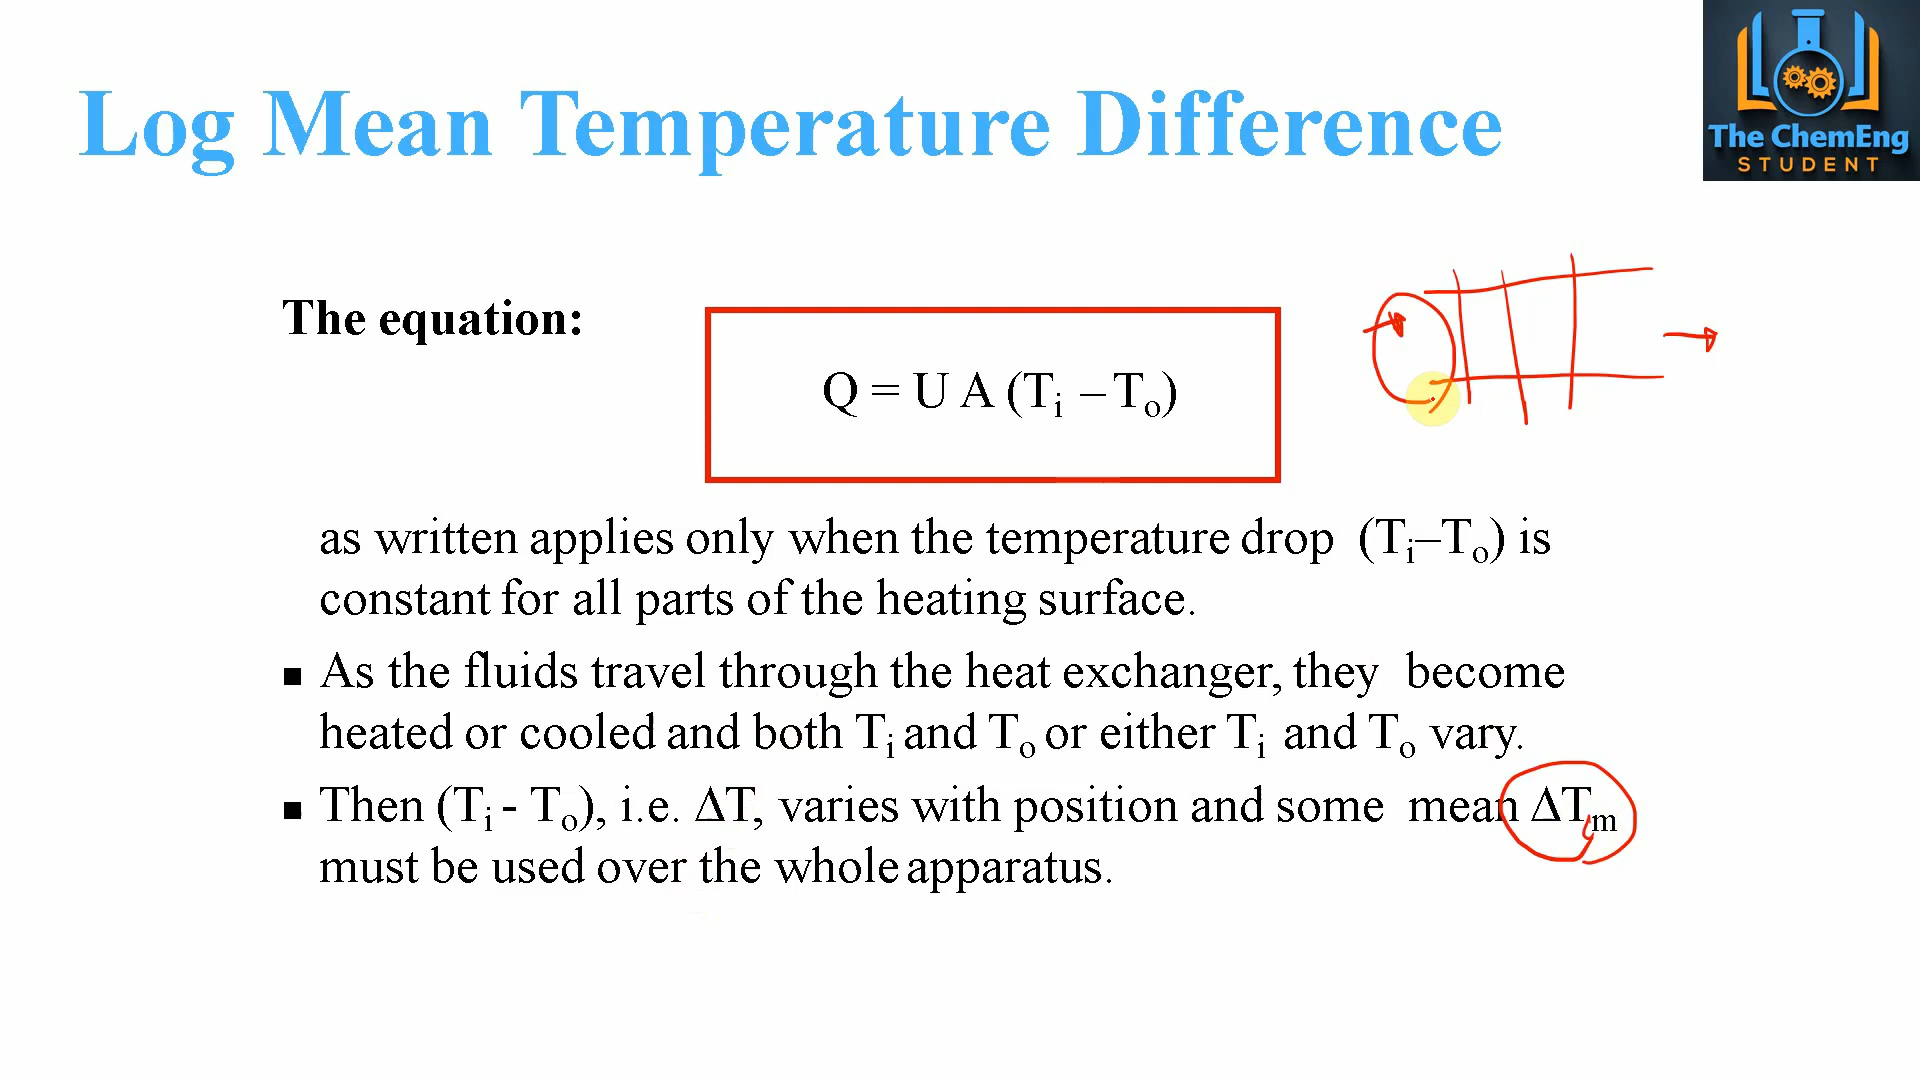 Log Mean Temperature Difference
The ChemEng
STUDENT
The equation:
Q = U A (Tᵢ – Tₒ)
as written applies only when the temperature drop (Tᵢ–Tₒ) is
constant for all parts of the heating surface.
▪ As the fluids travel through the heat exchanger, they become
heated or cooled and both Tᵢ and Tₒ or either Tᵢ and Tₒ vary.
▪ Then (Tᵢ - Tₒ), i.e. ΔT, varies with position and some mean ΔTₘ
must be used over the whole apparatus.